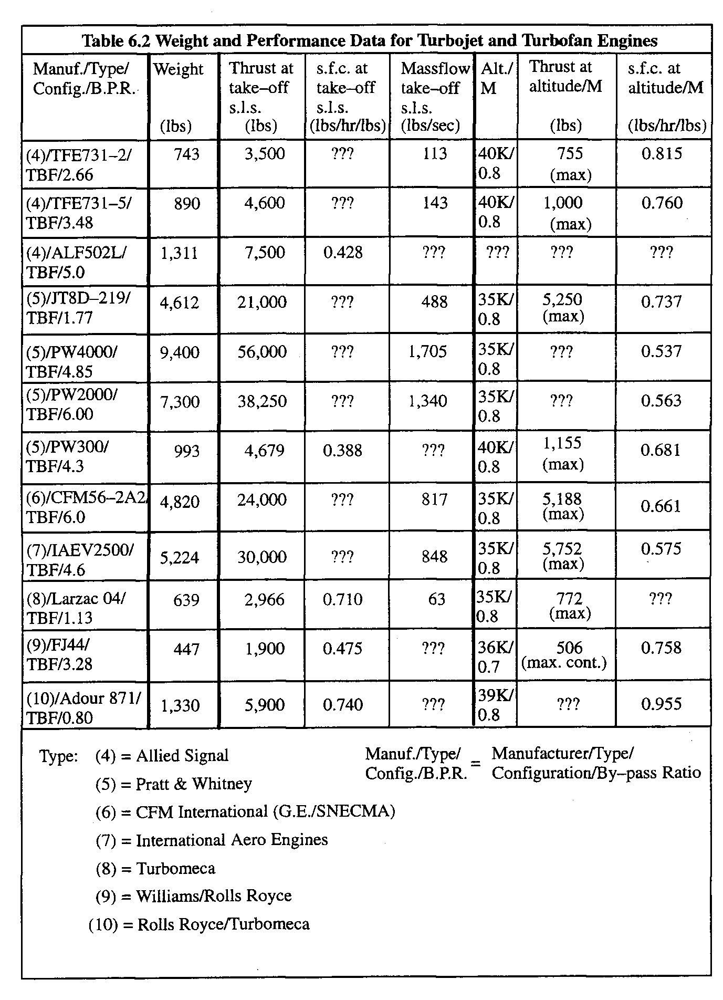 Table 6.2 Weight and Performance Data for Turbojet and Turbofan Engines
Manuf./Type/ Weight Thrust at s.f.c. at Massflow Alt./ Thrust at s.f.c. at
Config./B.P.R. take–off take–off take–off M altitude/M altitude/M
s.l.s. s.l.s. s.l.s.
(lbs) (lbs) (lbs/hr/lbs) (lbs/sec) (lbs) (lbs/hr/lbs)
(4)/TFE731–2/ 743 3,500 ??? 113 40K/ 755 0.815
TBF/2.66 0.8 (max)
(4)/TFE731–5/ 890 4,600 ??? 143 40K/ 1,000 0.760
TBF/3.48 0.8 (max)
(4)/ALF502L/ 1,311 7,500 0.428 ??? ??? ??? ???
TBF/5.0
(5)/JT8D–219/ 4,612 21,000 ??? 488 35K/ 5,250 0.737
TBF/1.77 0.8 (max)
(5)/PW4000/ 9,400 56,000 ??? 1,705 35K/ ??? 0.537
TBF/4.85 0.8
(5)/PW2000/ 7,300 38,250 ??? 1,340 35K/ ??? 0.563
TBF/6.00 0.8
(5)/PW300/ 993 4,679 0.388 ??? 40K/ 1,155 0.681
TBF/4.3 0.8 (max)
(6)/CFM56–2A2/ 4,820 24,000 ??? 817 35K/ 5,188 0.661
TBF/6.0 0.8 (max)
(7)/IAEV2500/ 5,224 30,000 ??? 848 35K/ 5,752 0.575
TBF/4.6 0.8 (max)
(8)/Larzac 04/ 639 2,966 0.710 63 35K/ 772 ???
TBF/1.13 0.8 (max)
(9)/FJ44/ 447 1,900 0.475 ??? 36K/ 506 0.758
TBF/3.28 0.7 (max. cont.)
(10)/Adour 871/ 1,330 5,900 0.740 ??? 39K/ ??? 0.955
TBF/0.80 0.8
Type: (4) = Allied Signal Manuf./Type/ = Manufacturer/Type/
Config./B.P.R. Configuration/By–pass Ratio
(5) = Pratt & Whitney
(6) = CFM International (G.E./SNECMA)
(7) = International Aero Engines
(8) = Turbomeca
(9) = Williams/Rolls Royce
(10) = Rolls Royce/Turbomeca